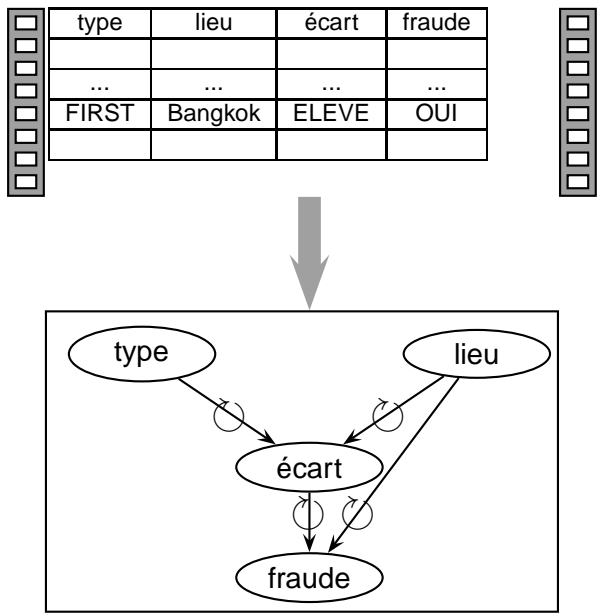 type lieu écart fraude
... ... ... ...
FIRST Bangkok ELEVE OUI
type lieu
écart
fraude